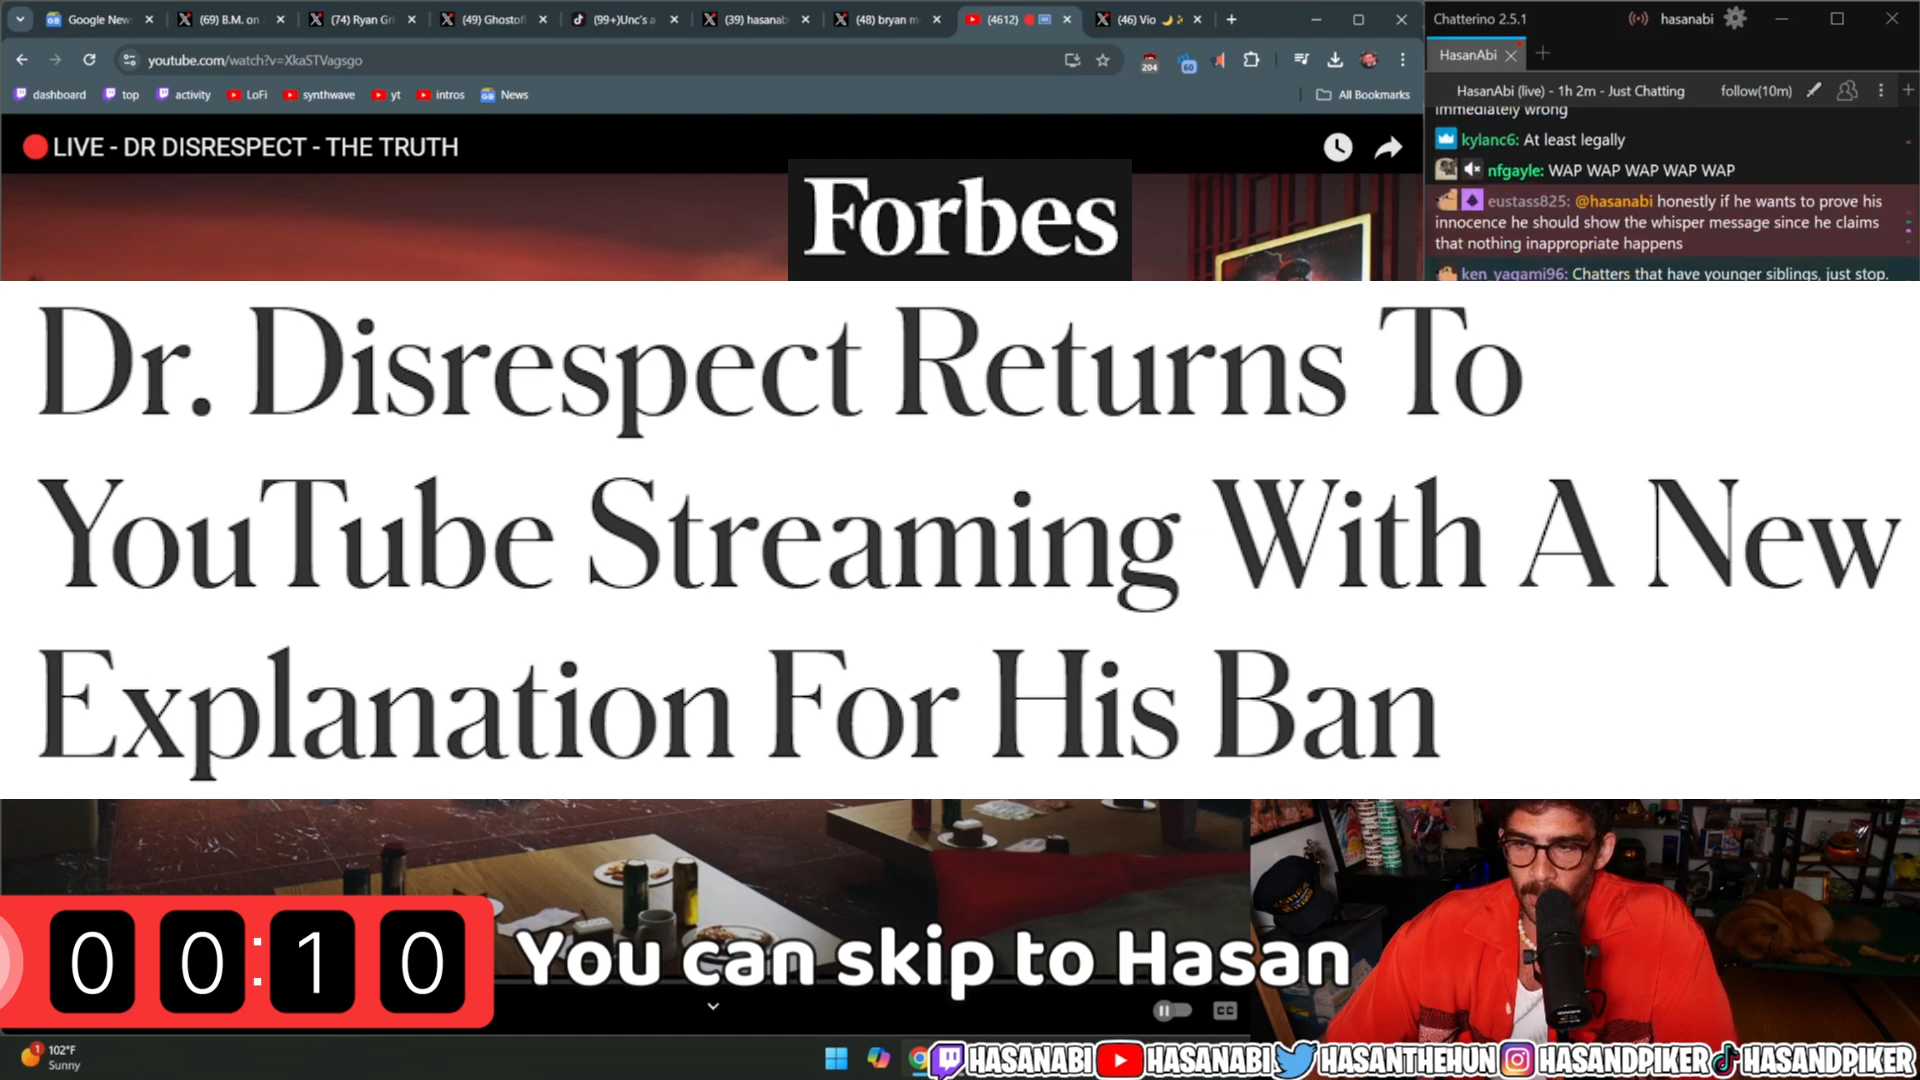 Google New
(69) B.M. on
(74) Ryan Gri
(49) Ghostof
(99+)Unc's a
(39) hasanab
(48) bryan m
(4612)
(46) Vio
youtube.com/watch?v=XkaSTVagsgo
204
60
dashboard
top
activity
LoFi
synthwave
yt
intros
News
All Bookmarks
LIVE - DR DISRESPECT - THE TRUTH
Chatterino 2.5.1
hasanabi
HasanAbi
HasanAbi (live) - 1h 2m - Just Chatting
follow(10m)
immediately wrong
kylanc6: At least legally
nfgayle: WAP WAP WAP WAP WAP
eustass825: @hasanabi honestly if he wants to prove his
innocence he should show the whisper message since he claims
that nothing inappropriate happens
ken_yagami96: Chatters that have younger siblings, just stop.
Forbes
Dr. Disrespect Returns To
YouTube Streaming With A New
Explanation For His Ban
00:10
You can skip to Hasan
CC
1
102°F
Sunny
HASANABI
HASANABI
HASANTHEHUN
HASANDPIKER
HASANDPIKER